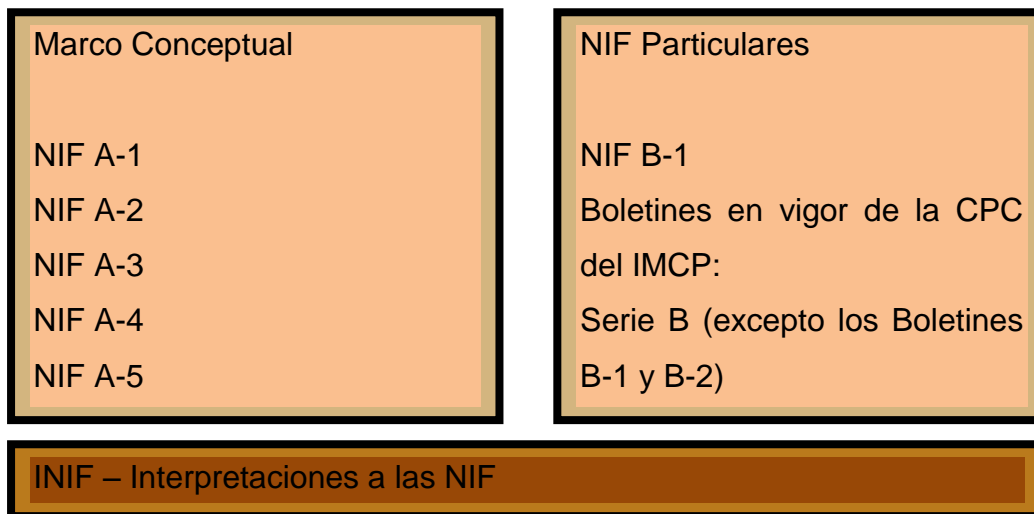 Marco Conceptual
NIF A-1
NIF A-2
NIF A-3
NIF A-4
NIF A-5
NIF Particulares
NIF B-1
Boletines en vigor de la CPC
del IMCP:
Serie B (excepto los Boletines
B-1 y B-2)
INIF – Interpretaciones a las NIF